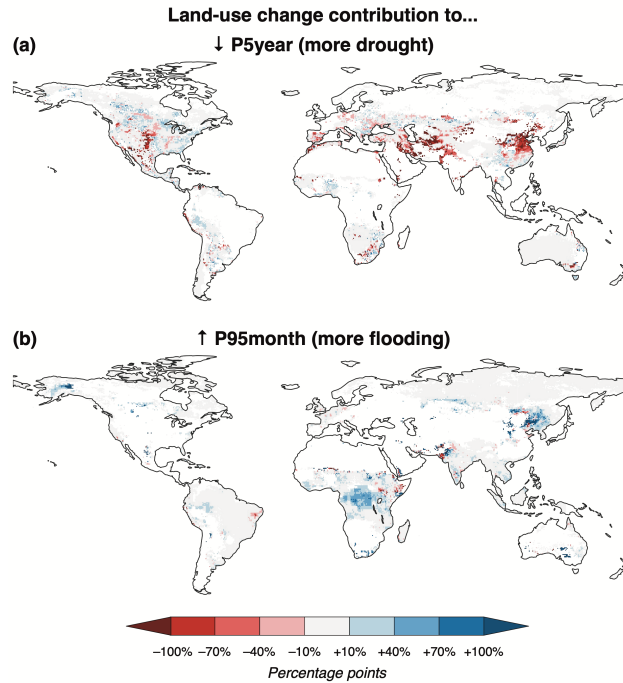 Land-use change contribution to...
(a)
↓ P5year (more drought)
(b)
↑ P95month (more flooding)
−100% −70% −40% −10% +10% +40% +70% +100%
Percentage points